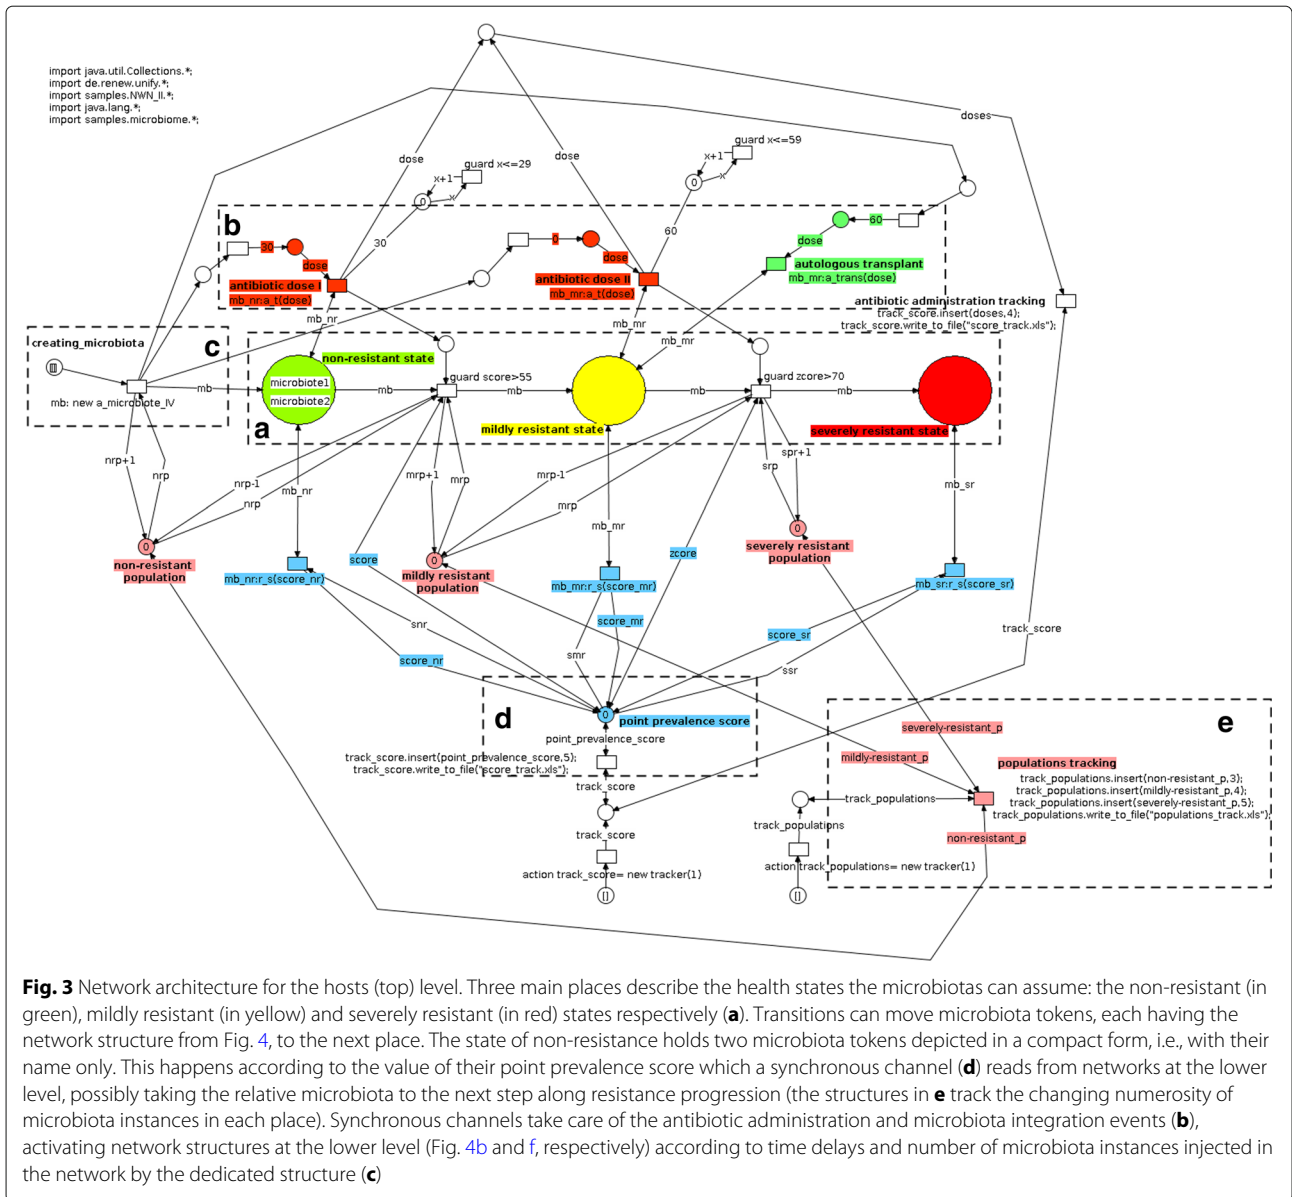 import java.util.Collections.*;
import de.renew.unify.*;
import samples.NWN_II.*;
import java.lang.*;
import samples.microbiome.*;
doses
guard x<=59
x+1
x
dose
dose
guard x<=29
x+1
x
0
0
b
30
60
60
30
0
dose
dose
dose
antibiotic dose I
mb_nr:a_t(dose)
antibiotic dose II
mb_mr:a_t(dose)
autologous transplant
mb_mr:a_trans(dose)
antibiotic administration tracking
track_score.insert(doses,4);
track_score.write_to_file("score_track.xls");
mb_nr
mb_mr
mb_mr
creating_microbiota
c
[]
mb: new a_microbiote_IV
mb
non-resistant state
microbiote1
microbiote2
mb
guard score>55
mb
mb
guard zcore>70
mb
a
mildly resistant state
severely resistant state
nrp+1
nrp
nrp-1
nrp
mb_nr
mrp+1
mrp
mrp-1
mrp
srp
spr+1
mb_sr
mb_mr
0
non-resistant
population
mb_nr:r_s(score_nr)
score
0
mildly resistant
population
mb_mr:r_s(score_mr)
zcore
0
severely resistant
population
mb_sr:r_s(score_sr)
snr
score_nr
smr
score_mr
score_sr
ssr
track_score
d
0
point prevalence score
point_prevalence_score
track_score.insert(point_prevalence_score,5);
track_score.write_to_file("score_track.xls");
track_score
track_score
action track_score= new tracker(1)
[]
e
severely-resistant_p
mildly-resistant_p
populations tracking
track_populations.insert(non-resistant_p,3);
track_populations.insert(mildly-resistant_p,4);
track_populations.insert(severely-resistant_p,5);
track_populations.write_to_file("populations_track.xls");
track_populations
track_populations
non-resistant_p
action track_populations= new tracker(1)
[]
Fig. 3 Network architecture for the hosts (top) level. Three main places describe the health states the microbiotas can assume: the non-resistant (in
green), mildly resistant (in yellow) and severely resistant (in red) states respectively (a). Transitions can move microbiota tokens, each having the
network structure from Fig. 4, to the next place. The state of non-resistance holds two microbiota tokens depicted in a compact form, i.e., with their
name only. This happens according to the value of their point prevalence score which a synchronous channel (d) reads from networks at the lower
level, possibly taking the relative microbiota to the next step along resistance progression (the structures in e track the changing numerosity of
microbiota instances in each place). Synchronous channels take care of the antibiotic administration and microbiota integration events (b),
activating network structures at the lower level (Fig. 4b and f, respectively) according to time delays and number of microbiota instances injected in
the network by the dedicated structure (c)